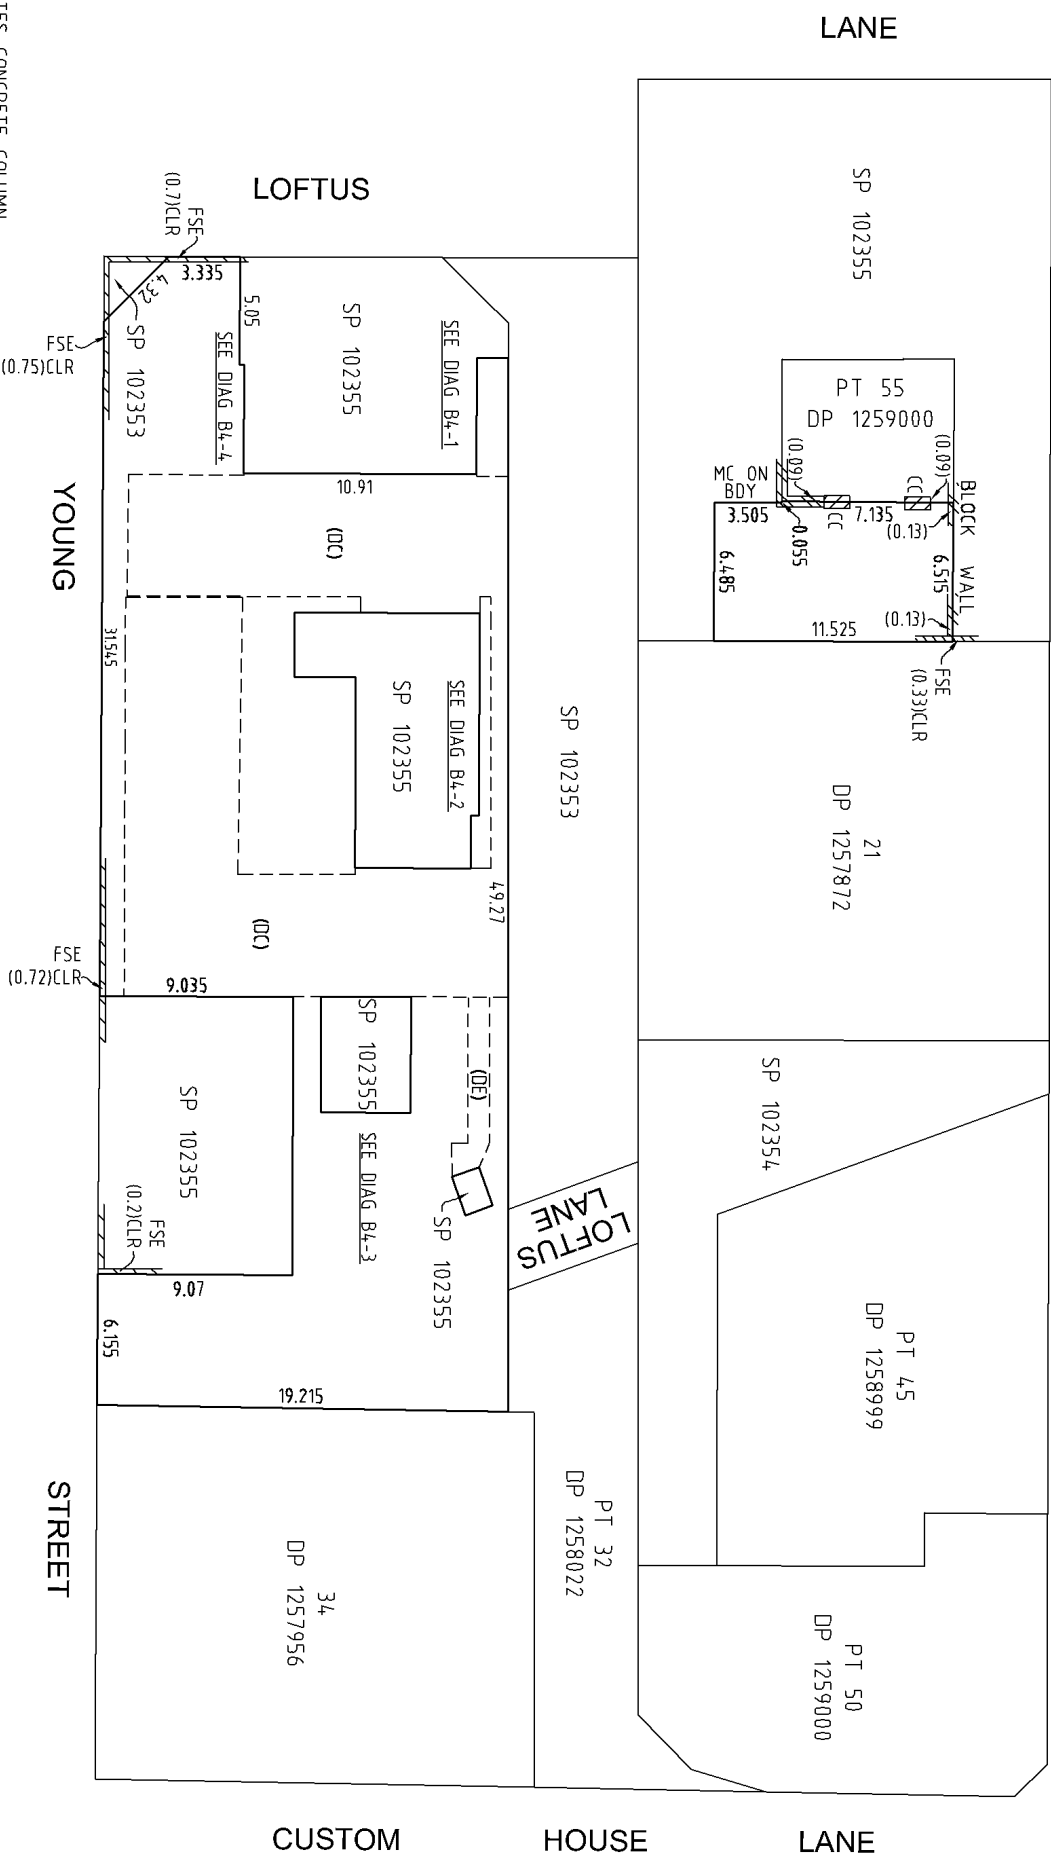 LANE
LOFTUS
SP 102355
PT 55
DP 1259000
(0.09)
(0.09)
CC
CC
MC ON
BDY
3.505
0.055
7.135
(0.13)
BLOCK WALL
6.485
6.515
(0.13)
11.525
FSE
(0.33)CLR
FSE
(0.7)CLR
3.335
4.32
5.05
SP 102353
FSE
(0.75)CLR
SEE DIAG B4-4
SP 102355
SEE DIAG B4-1
10.91
(DC)
YOUNG
31.545
SP 102355
SEE DIAG B4-2
SP 102353
21
DP 1257872
49.27
(DC)
FSE
(0.72)CLR
9.035
SP 102355
SP 102355
SEE DIAG B4-3
(DE)
SP 102355
LOFTUS
LANE
SP 102354
FSE
(0.2)CLR
9.07
6.155
19.215
PT 45
DP 1258999
STREET
34
DP 1257956
PT 32
DP 1258022
PT 50
DP 1259000
CUSTOM HOUSE LANE
CONCRETE COLUMN